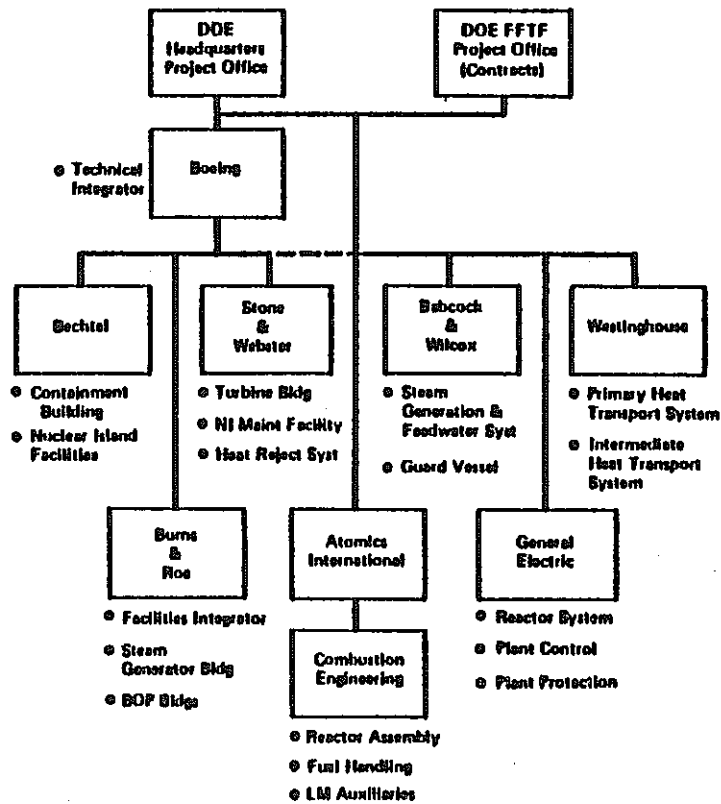 DOE
Headquarters
Project Office
DOE FFTF
Project Office
(Contracts)
Boeing
Technical
Integrator
Bechtel
Containment
Building
Nuclear Island
Facilities
Stone
&
Webster
Turbine Bldg
NI Maint Facility
Heat Reject Syst
Babcock
&
Wilcox
Steam
Generation &
Feedwater Syst
Guard Vessel
Westinghouse
Primary Heat
Transport System
Intermediate
Heat Transport
System
Burns
&
Roe
Facilities Integrator
Steam
Generator Bldg
BOP Bldgs
Atomics
International
Combustion
Engineering
Reactor Assembly
Fuel Handling
LM Auxiliaries
General
Electric
Reactor System
Plant Control
Plant Protection